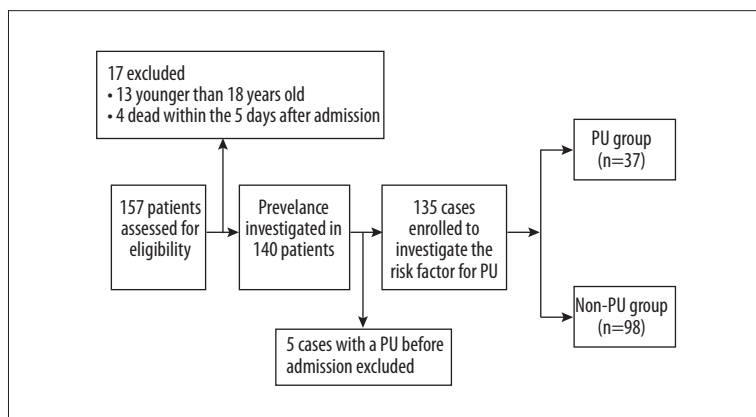 17 excluded
• 13 younger than 18 years old
• 4 dead within the 5 days after admission
157 patients
assessed for
eligibility
Prevelance
investigated in
140 patients
135 cases
enrolled to
investigate the
risk factor for PU
PU group
(n=37)
Non-PU group
(n=98)
5 cases with a PU before
admission excluded